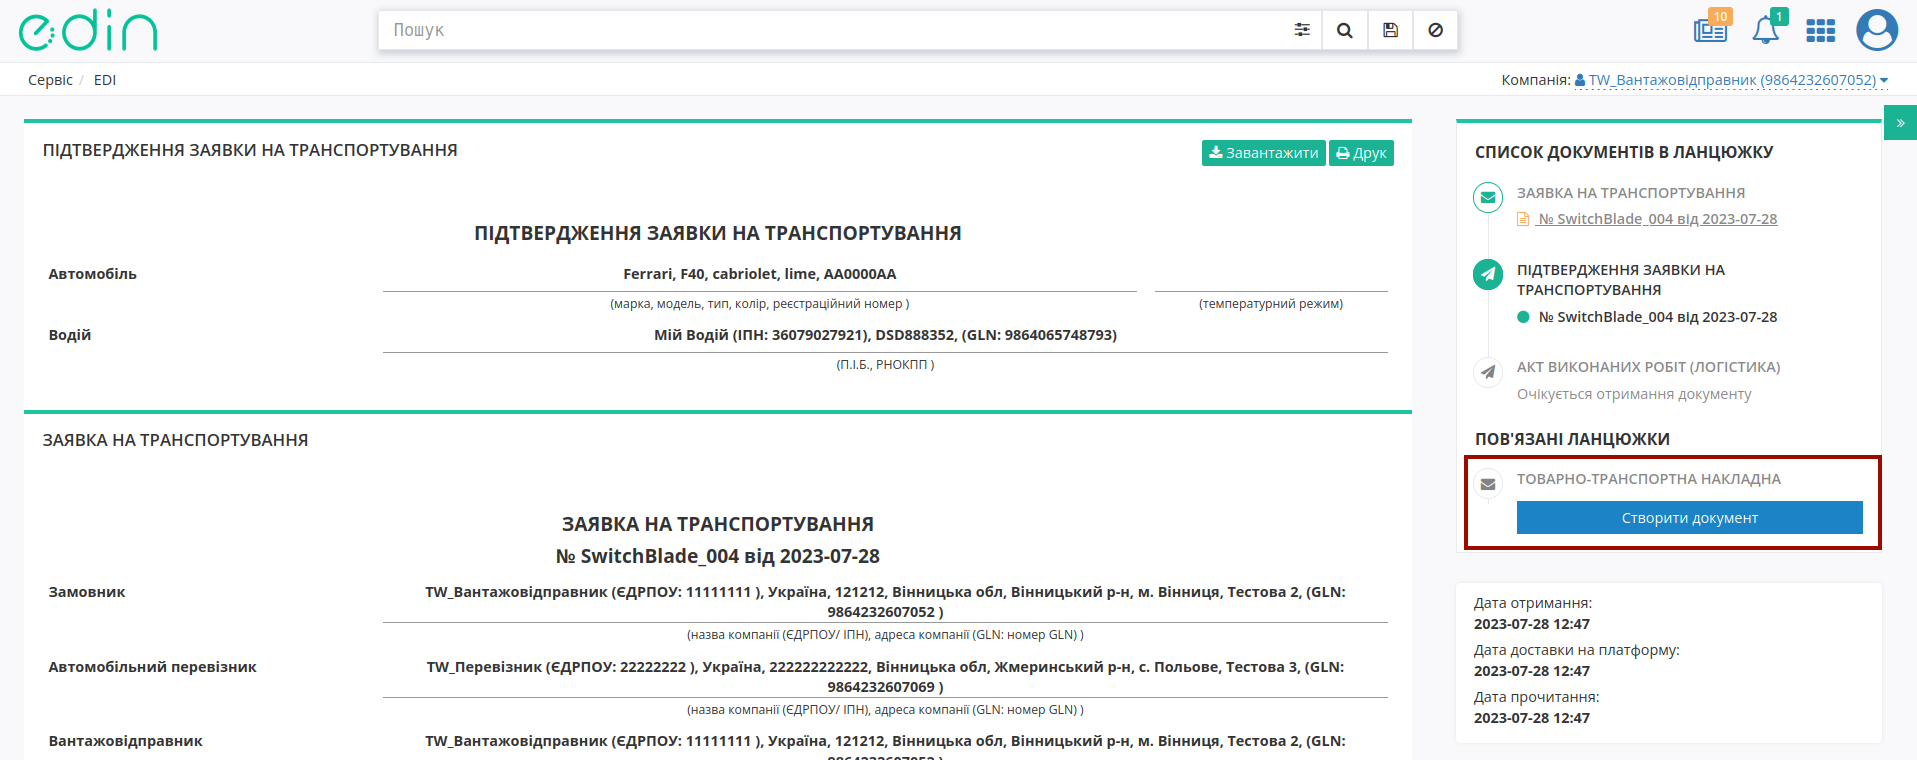 edin
Пошук
10
1
Сервіс / EDI
Компанія: TW_Вантажовідправник (9864232607052)
»
ПІДТВЕРДЖЕННЯ ЗАЯВКИ НА ТРАНСПОРТУВАННЯ
Завантажити
Друк
ПІДТВЕРДЖЕННЯ ЗАЯВКИ НА ТРАНСПОРТУВАННЯ
Автомобіль
Ferrari, F40, cabriolet, lime, AA0000AA
(марка, модель, тип, колір, реєстраційний номер )
(температурний режим)
Водій
Мій Водій (ІПН: 36079027921), DSD888352, (GLN: 9864065748793)
(П.І.Б., РНОКПП )
ЗАЯВКА НА ТРАНСПОРТУВАННЯ
ЗАЯВКА НА ТРАНСПОРТУВАННЯ
№ SwitchBlade_004 від 2023-07-28
Замовник
TW_Вантажовідправник (ЄДРПОУ: 11111111 ), Україна, 121212, Вінницька обл, Вінницький р-н, м. Вінниця, Тестова 2, (GLN:
9864232607052 )
(назва компанії (ЄДРПОУ/ ІПН), адреса компанії (GLN: номер GLN) )
Автомобільний перевізник
TW_Перевізник (ЄДРПОУ: 22222222 ), Україна, 222222222222, Вінницька обл, Жмеринський р-н, с. Польове, Тестова 3, (GLN:
9864232607069 )
(назва компанії (ЄДРПОУ/ ІПН), адреса компанії (GLN: номер GLN) )
Вантажовідправник
TW_Вантажовідправник (ЄДРПОУ: 11111111 ), Україна, 121212, Вінницька обл, Вінницький р-н, м. Вінниця, Тестова 2, (GLN:
9864232607052 )
СПИСОК ДОКУМЕНТІВ В ЛАНЦЮЖКУ
ЗАЯВКА НА ТРАНСПОРТУВАННЯ
№ SwitchBlade_004 від 2023-07-28
ПІДТВЕРДЖЕННЯ ЗАЯВКИ НА
ТРАНСПОРТУВАННЯ
№ SwitchBlade_004 від 2023-07-28
АКТ ВИКОНАНИХ РОБІТ (ЛОГІСТИКА)
Очікується отримання документу
ПОВ'ЯЗАНІ ЛАНЦЮЖКИ
ТОВАРНО-ТРАНСПОРТНА НАКЛАДНА
Створити документ
Дата отримання:
2023-07-28 12:47
Дата доставки на платформу:
2023-07-28 12:47
Дата прочитання:
2023-07-28 12:47